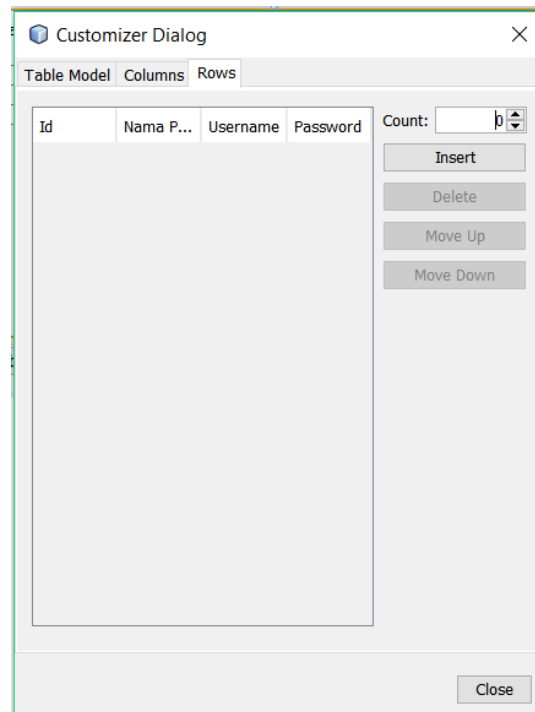 Customizer Dialog
Table Model Columns Rows
Id Nama P... Username Password
Count: 0
Insert
Delete
Move Up
Move Down
Close